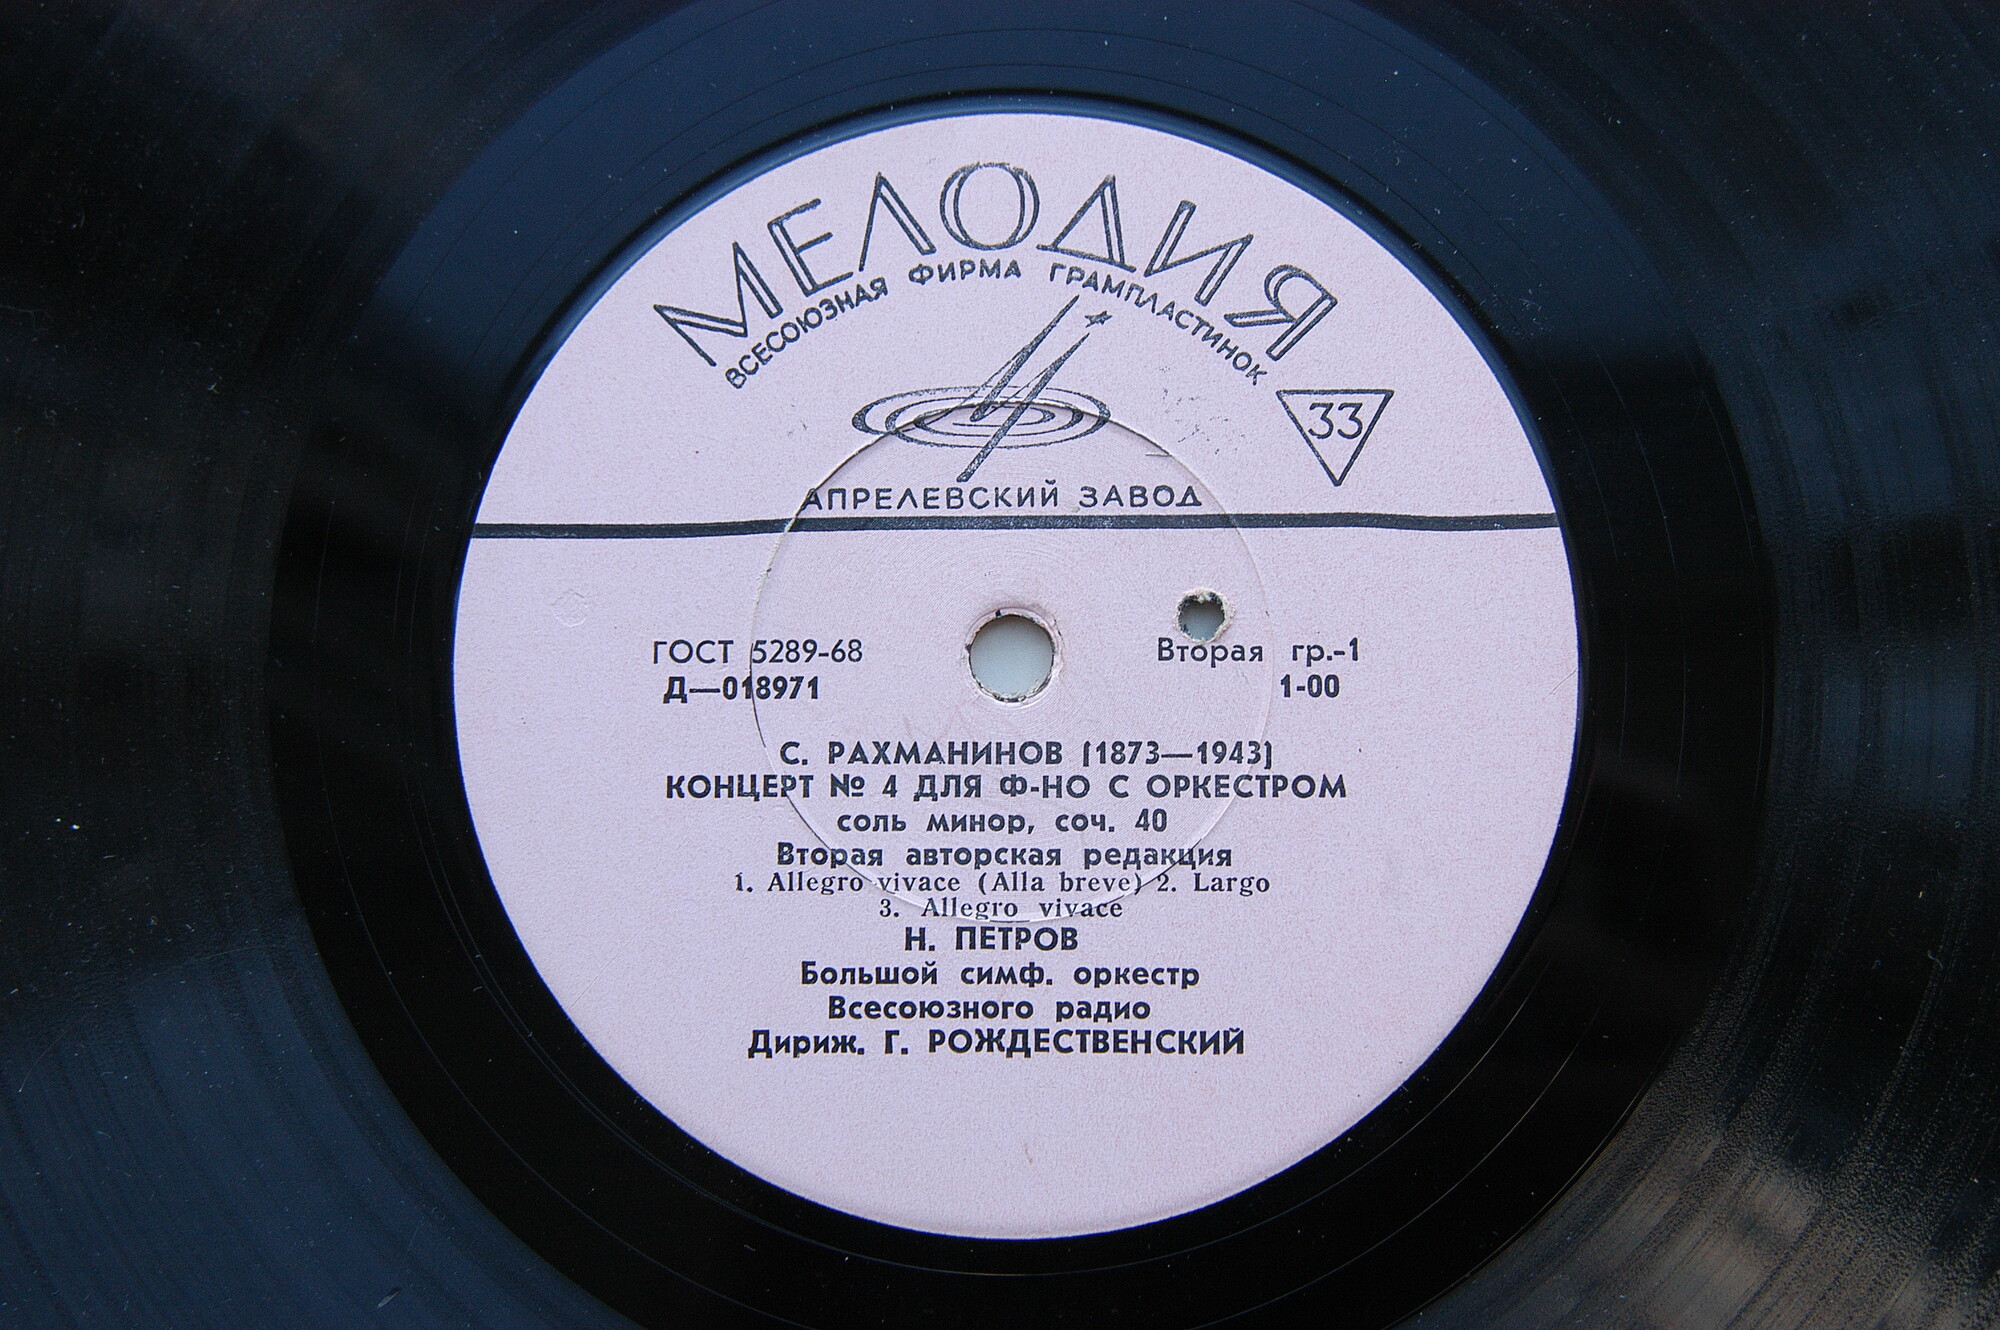 МЕЛОДИЯ
ВСЕСОЮЗНАЯ ФИРМА ГРАМПЛАСТИНОК
33
АПРЕЛЕВСКИЙ ЗАВОД
ГОСТ 5289-68 Вторая гр.-1
Д—018971 1-00
С. РАХМАНИНОВ (1873—1943)
КОНЦЕРТ № 4 ДЛЯ Ф-НО С ОРКЕСТРОМ
соль минор, соч. 40
Вторая авторская редакция
1. Allegro vivace (Alla breve) 2. Largo
3. Allegro vivace
Н. ПЕТРОВ
Большой симф. оркестр
Всесоюзного радио
Дириж. Г. РОЖДЕСТВЕНСКИЙ